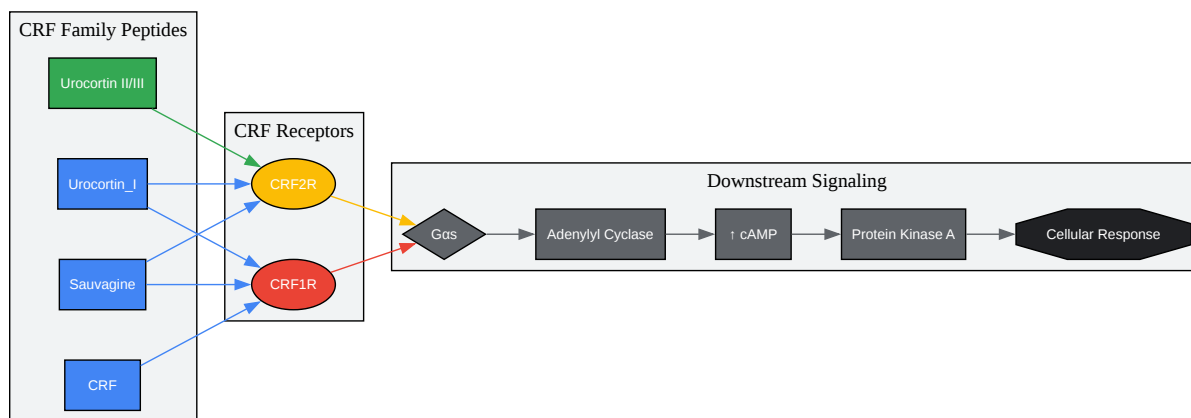 CRF Family Peptides
Urocortin II/III
Urocortin_I
Sauvagine
CRF
CRF Receptors
CRF2R
CRF1R
Downstream Signaling
Gαs
Adenylyl Cyclase
↑ cAMP
Protein Kinase A
Cellular Response